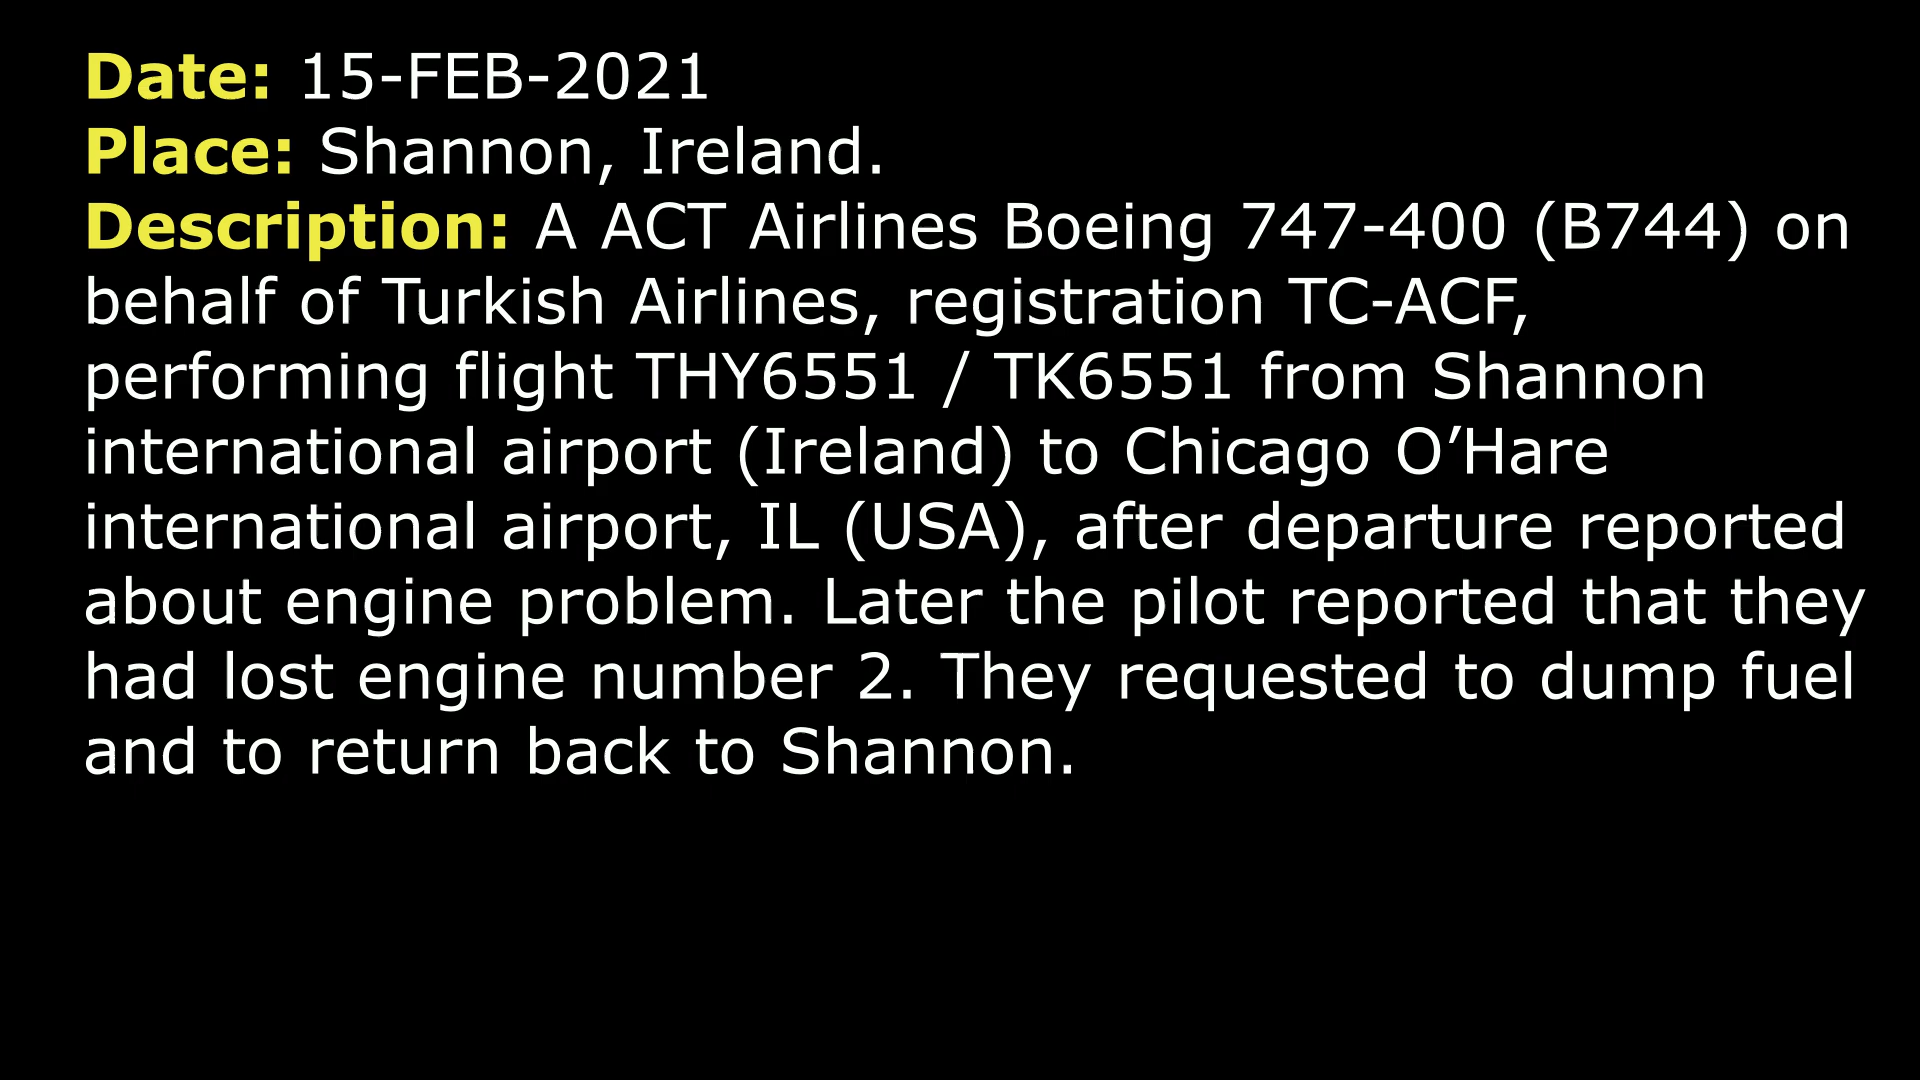 Date: 15-FEB-2021
Place: Shannon, Ireland.
Description: A ACT Airlines Boeing 747-400 (B744) on
behalf of Turkish Airlines, registration TC-ACF,
performing flight THY6551 / TK6551 from Shannon
international airport (Ireland) to Chicago O’Hare
international airport, IL (USA), after departure reported
about engine problem. Later the pilot reported that they
had lost engine number 2. They requested to dump fuel
and to return back to Shannon.